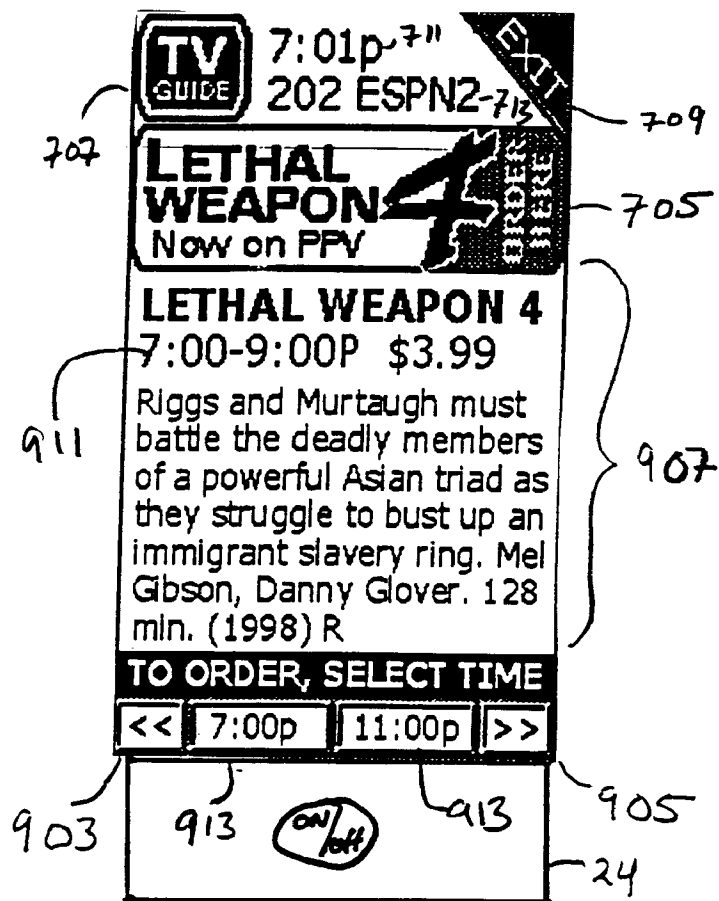 TV
GUIDE
7:01p 711
202 ESPN2 713
EXIT
709
707
LETHAL
WEAPON 4
Now on PPV
ORDER
HERE
705
LETHAL WEAPON 4
7:00-9:00P $3.99
911
Riggs and Murtaugh must
battle the deadly members
of a powerful Asian triad as
they struggle to bust up an
immigrant slavery ring. Mel
Gibson, Danny Glover. 128
min. (1998) R
907
TO ORDER, SELECT TIME
<< 7:00p 11:00p >>
903 913 913 905
ON/off
24